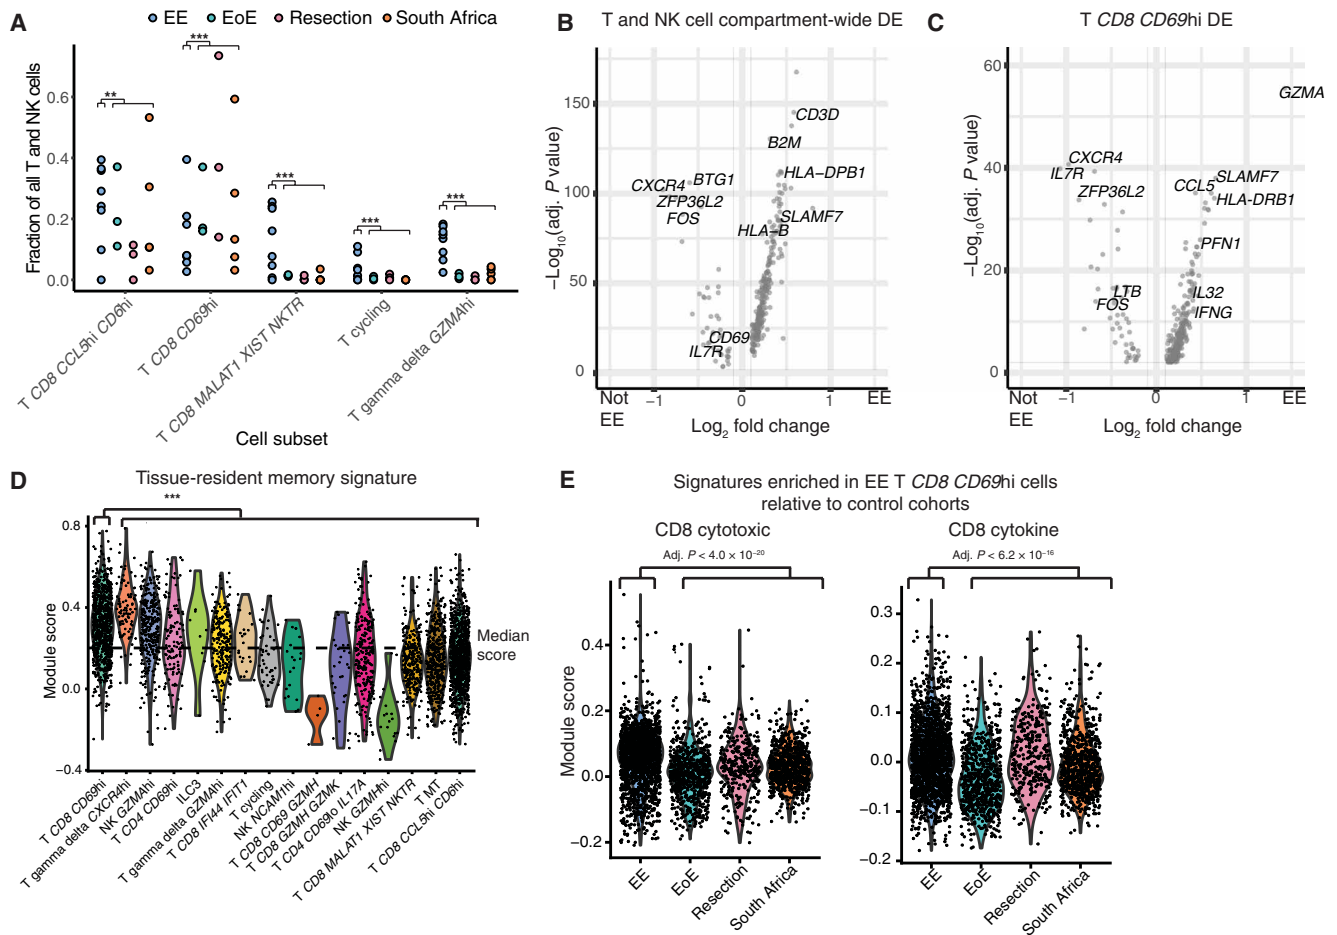 A
EE EoE Resection South Africa
Fraction of all T and NK cells
0.6
0.4
0.2
0.0
**
***
***
***
***
T CD8 CCL5hi CD6hi
T CD8 CD69hi
T CD8 MALAT1 XIST NKTR
T cycling
T gamma delta GZMAhi
Cell subset
B
T and NK cell compartment-wide DE
−Log10(adj. P value)
150
100
50
0
CD3D
B2M
HLA−DPB1
CXCR4
BTG1
ZFP36L2
FOS
SLAMF7
HLA−B
CD69
IL7R
Not EE
−1
0
1
EE
Log2 fold change
C
T CD8 CD69hi DE
−Log10(adj. P value)
60
40
20
0
GZMA
CXCR4
IL7R
ZFP36L2
CCL5
SLAMF7
HLA-DRB1
PFN1
LTB
FOS
IL32
IFNG
Not EE
−1
0
1
EE
Log2 fold change
D
Tissue-resident memory signature
***
Module score
0.8
0.4
0.0
−0.4
Median
score
T CD8 CD69hi
T gamma delta CXCR4hi
NK GZMAhi
T CD4 CD69hi
ILC3
T gamma delta GZMAhi
T CD8 IFI44 IFIT1
T cycling
NK NCAM1hi
T CD8 CD69 GZMH
T CD8 GZMH GZMK
T CD4 CD69lo IL17A
NK GZMHhi
T CD8 MALAT1 XIST NKTR
T MT
T CD8 CCL5hi CD6hi
E
Signatures enriched in EE T CD8 CD69hi cells
relative to control cohorts
CD8 cytotoxic
Adj. P < 4.0 × 10−20
Module score
0.4
0.2
0.0
−0.2
EE
EoE
Resection
South Africa
CD8 cytokine
Adj. P < 6.2 × 10−16
0.3
0.2
0.1
0.0
−0.1
−0.2
EE
EoE
Resection
South Africa